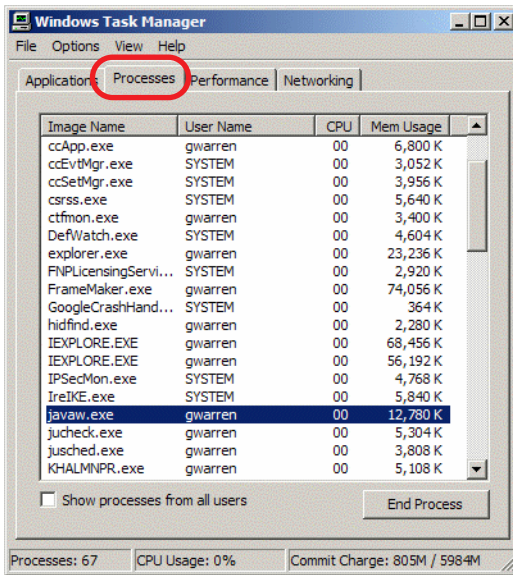 Windows Task Manager
File Options View Help
Applications Processes Performance Networking
Image Name User Name CPU Mem Usage
ccApp.exe gwarren 00 6,800 K
ccEvtMgr.exe SYSTEM 00 3,052 K
ccSetMgr.exe SYSTEM 00 3,956 K
csrss.exe SYSTEM 00 5,640 K
ctfmon.exe gwarren 00 3,400 K
DefWatch.exe SYSTEM 00 4,604 K
explorer.exe gwarren 00 23,236 K
FNPLicensingServi... SYSTEM 00 2,920 K
FrameMaker.exe gwarren 00 74,056 K
GoogleCrashHand... SYSTEM 00 364 K
hidfind.exe gwarren 00 2,280 K
IEXPLORE.EXE gwarren 00 68,456 K
IEXPLORE.EXE gwarren 00 56,192 K
IPSecMon.exe SYSTEM 00 4,768 K
IreIKE.exe SYSTEM 00 5,840 K
javaw.exe gwarren 00 12,780 K
jucheck.exe gwarren 00 5,304 K
jusched.exe gwarren 00 3,808 K
KHALMNPR.exe gwarren 00 5,108 K
Show processes from all users End Process
Processes: 67 CPU Usage: 0% Commit Charge: 805M / 5984M